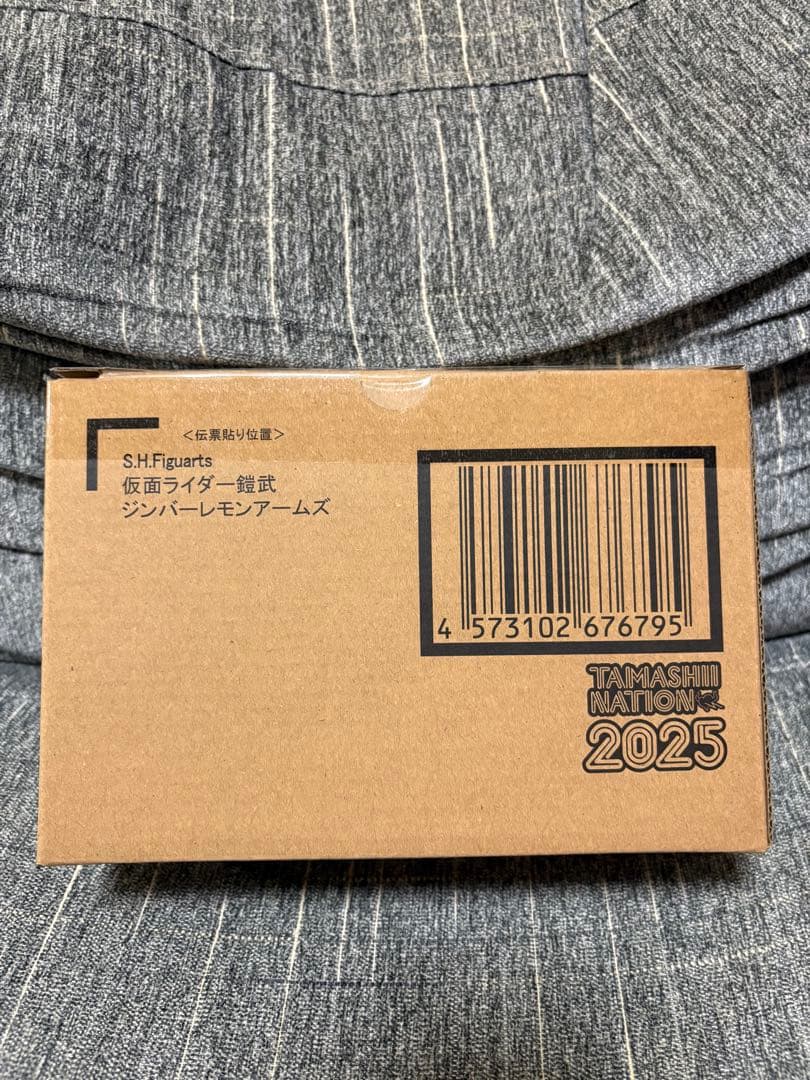 <伝票貼り位置>
S.H.Figuarts
仮面ライダー鎧武
ジンバーレモンアームズ
4 573102 676795
TAMASHII
NATION
2025